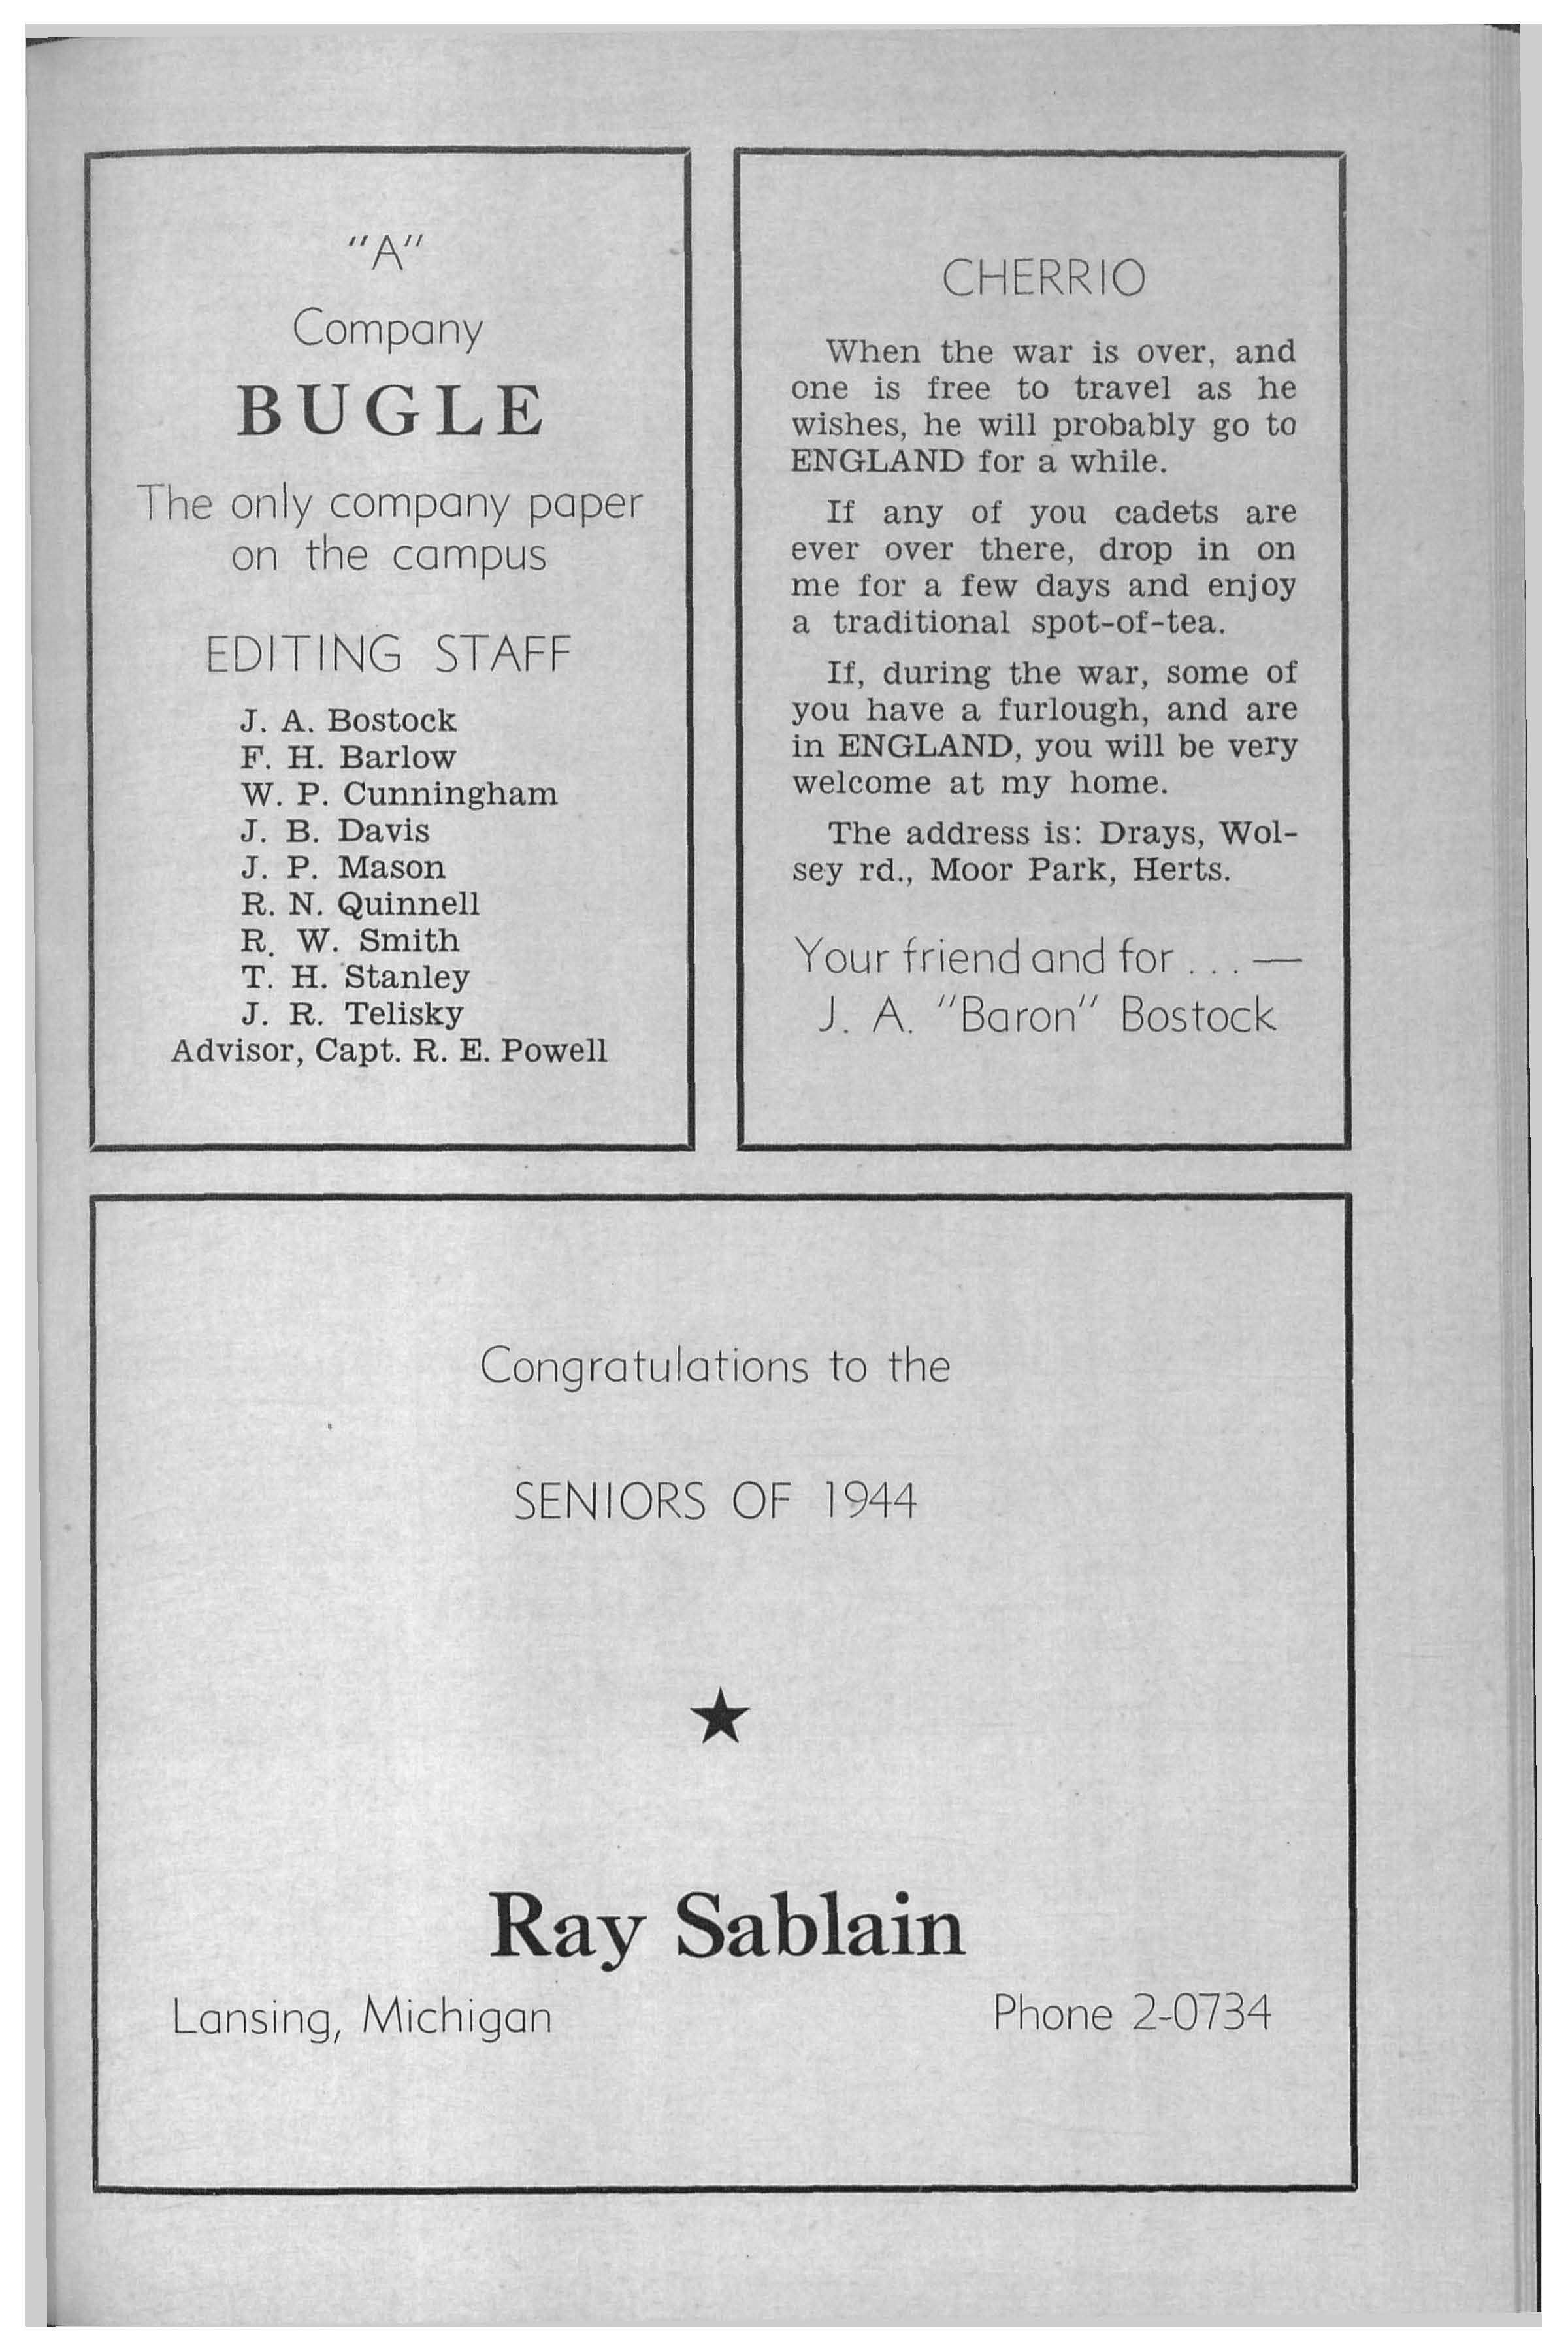 "A"
Company
BUGLE
The only company paper
on the campus
EDITING STAFF
J. A. Bostock
F. H. Barlow
W. P. Cunningham
J. B. Davis
J. P. Mason
R. N. Quinnell
R. W. Smith
T. H. Stanley
J. R. Telisky
Advisor, Capt. R. E. Powell
CHERRIO
When the war is over, and
one is free to travel as he
wishes, he will probably go to
ENGLAND for a while.
If any of you cadets are
ever over there, drop in on
me for a few days and enjoy
a traditional spot-of-tea.
If, during the war, some of
you have a furlough, and are
in ENGLAND, you will be very
welcome at my home.
The address is: Drays, Wol-
sey rd., Moor Park, Herts.
Your friend and for . . . —
J. A. "Baron" Bostock
Congratulations to the
SENIORS OF 1944
★
Ray Sablain
Lansing, Michigan Phone 2-0734